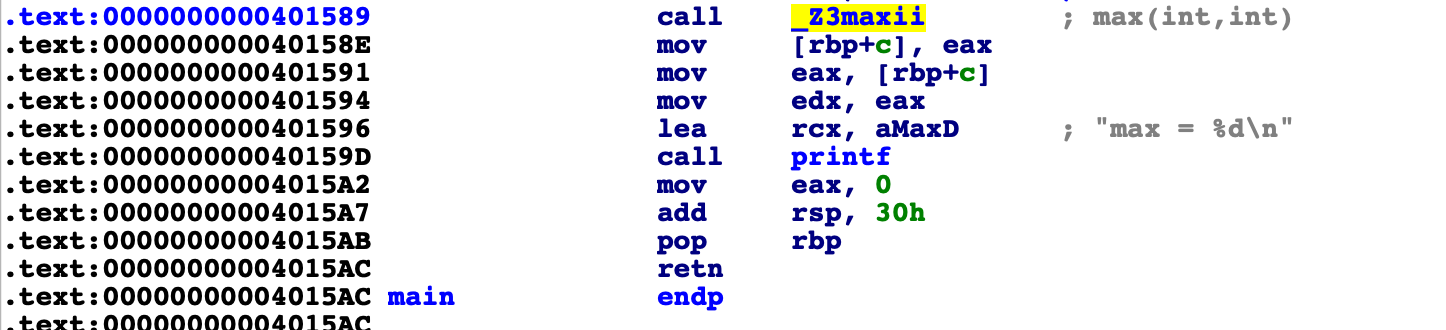 .text:0000000000401589 call _Z3maxii ; max(int,int)
.text:000000000040158E mov [rbp+c], eax
.text:0000000000401591 mov eax, [rbp+c]
.text:0000000000401594 mov edx, eax
.text:0000000000401596 lea rcx, aMaxD ; "max = %d\n"
.text:000000000040159D call printf
.text:00000000004015A2 mov eax, 0
.text:00000000004015A7 add rsp, 30h
.text:00000000004015AB pop rbp
.text:00000000004015AC retn
.text:00000000004015AC main endp
.text:00000000004015AC